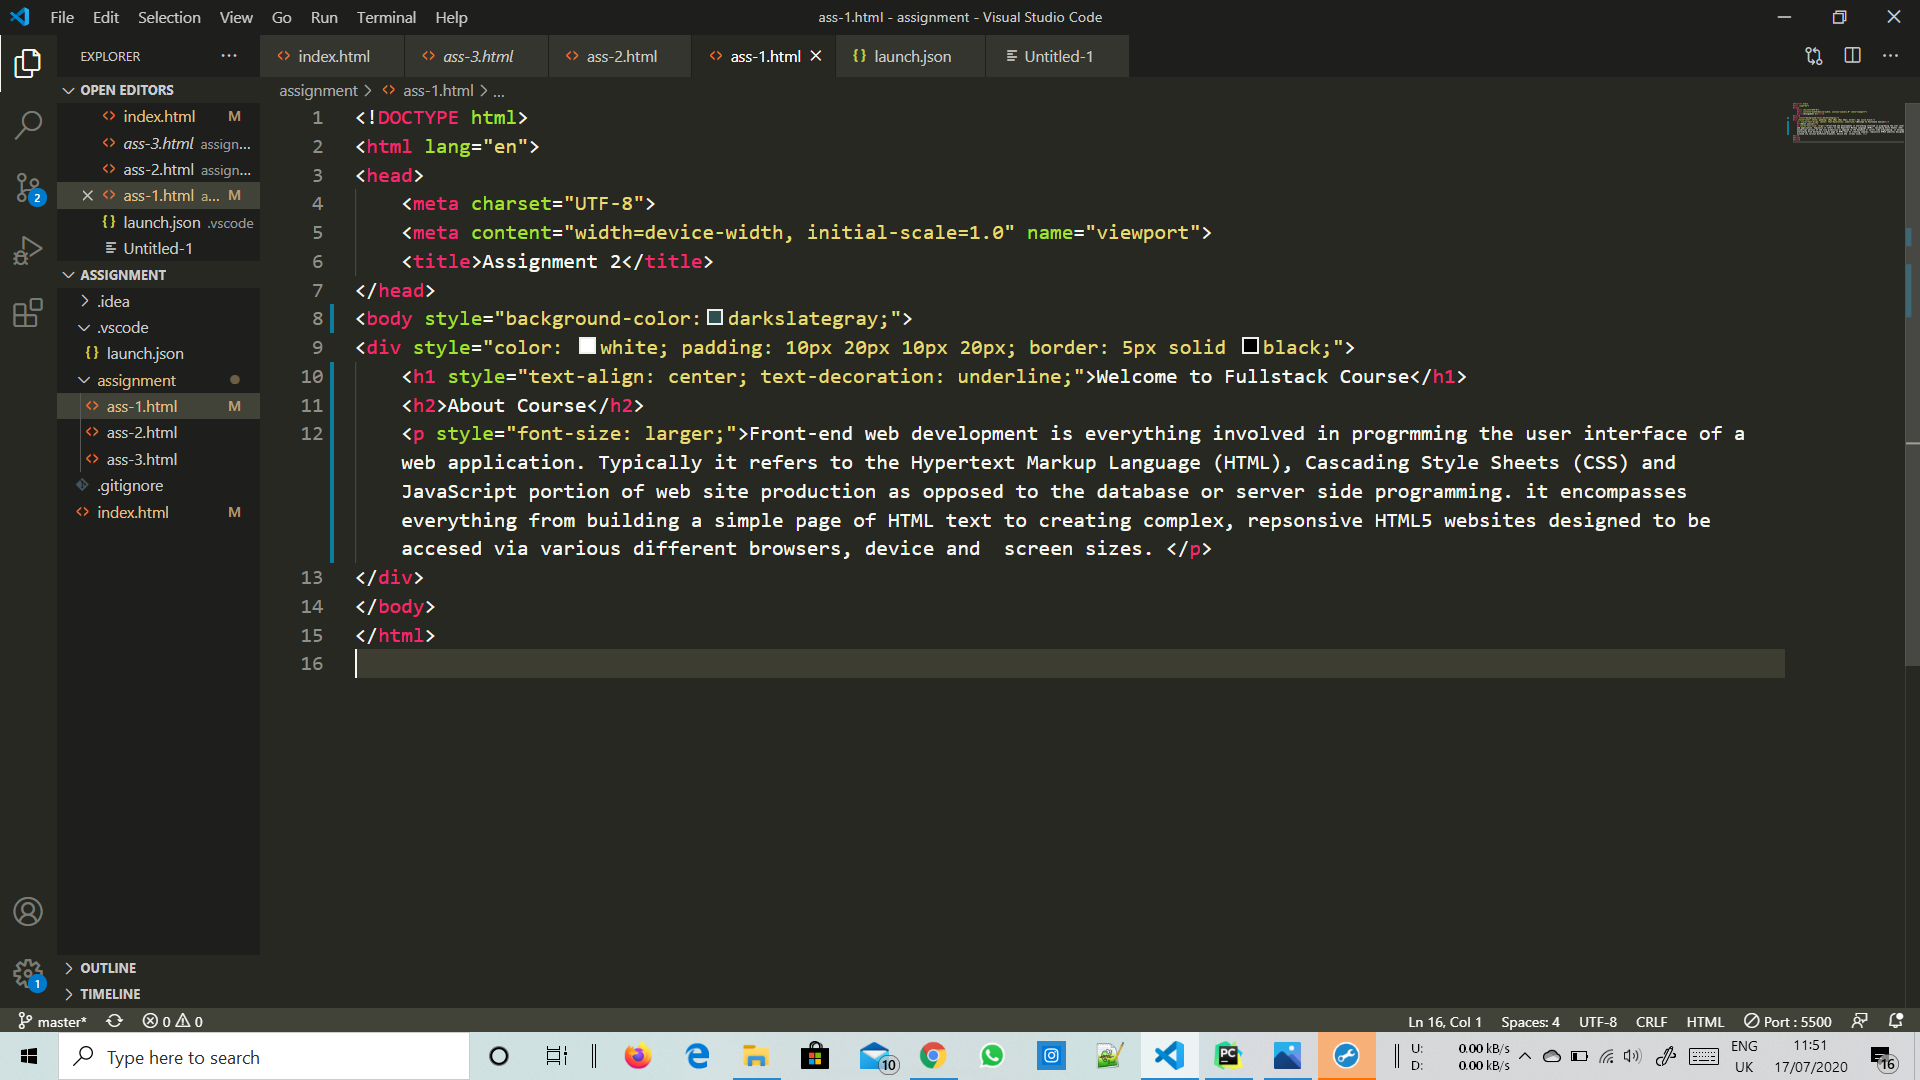 File Edit Selection View Go Run Terminal Help
ass-1.html - assignment - Visual Studio Code
EXPLORER
index.html
ass-3.html
ass-2.html
ass-1.html
launch.json
Untitled-1
OPEN EDITORS
index.html M
ass-3.html assign...
ass-2.html assign...
ass-1.html a... M
launch.json .vscode
Untitled-1
ASSIGNMENT
.idea
.vscode
launch.json
assignment
ass-1.html M
ass-2.html
ass-3.html
.gitignore
index.html M
OUTLINE
TIMELINE
assignment > ass-1.html > ...
1 <!DOCTYPE html>
2 <html lang="en">
3 <head>
4 <meta charset="UTF-8">
5 <meta content="width=device-width, initial-scale=1.0" name="viewport">
6 <title>Assignment 2</title>
7 </head>
8 <body style="background-color: darkslategray;">
9 <div style="color: white; padding: 10px 20px 10px 20px; border: 5px solid black;">
10 <h1 style="text-align: center; text-decoration: underline;">Welcome to Fullstack Course</h1>
11 <h2>About Course</h2>
12 <p style="font-size: larger;">Front-end web development is everything involved in progrmming the user interface of a
web application. Typically it refers to the Hypertext Markup Language (HTML), Cascading Style Sheets (CSS) and
JavaScript portion of web site production as opposed to the database or server side programming. it encompasses
everything from building a simple page of HTML text to creating complex, repsonsive HTML5 websites designed to be
accesed via various different browsers, device and  screen sizes. </p>
13 </div>
14 </body>
15 </html>
16
2
1
master* 0 0
Ln 16, Col 1 Spaces: 4 UTF-8 CRLF HTML Port : 5500
Type here to search
10
PC
U: 0.00 kB/s
D: 0.00 kB/s
ENG
UK
11:51
17/07/2020
16